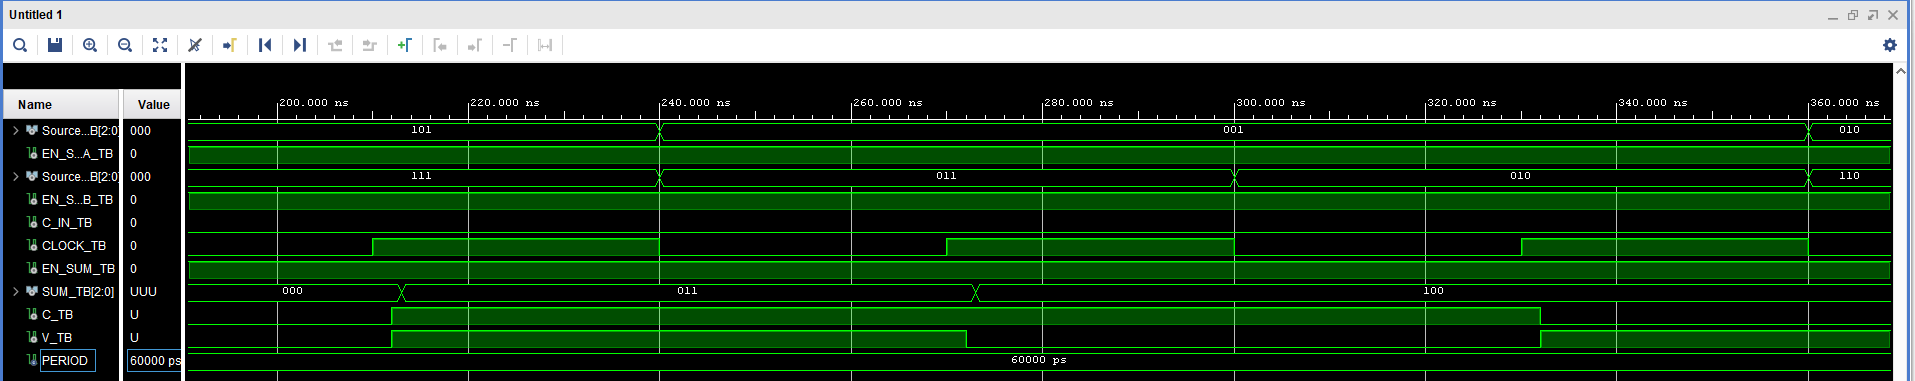 Untitled 1
Name Value 200.000 ns 220.000 ns 240.000 ns 260.000 ns 280.000 ns 300.000 ns 320.000 ns 340.000 ns 360.000 ns
Source...B[2:0] 000 101 001 010
EN_S...A_TB 0
Source...B[2:0] 000 111 011 010 110
EN_S...B_TB 0
C_IN_TB 0
CLOCK_TB 0
EN_SUM_TB 0
SUM_TB[2:0] UUU 000 011 100
C_TB U
V_TB U
PERIOD 60000 ps 60000 ps